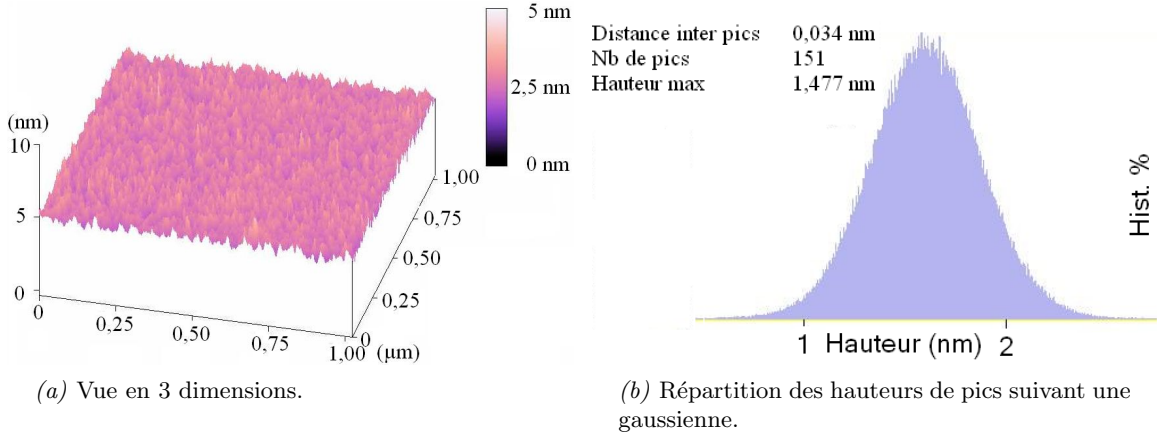 5 nm
2,5 nm
0 nm
(nm)
10
5
0
0
0,25
0,50
0,75
1,00
(µm)
0
0,25
0,50
0,75
1,00
Distance inter pics 0,034 nm
Nb de pics 151
Hauteur max 1,477 nm
Hist. %
1 Hauteur (nm) 2
(a) Vue en 3 dimensions.
(b) Répartition des hauteurs de pics suivant une
gaussienne.